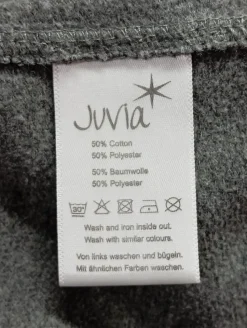 Juvia
50% Cotton
50% Polyester
50% Baumwolle
50% Polyester
30°
Wash and iron inside out.
Wash with similar colours.
Von links waschen und bügeln.
Mit ähnlichen Farben waschen.